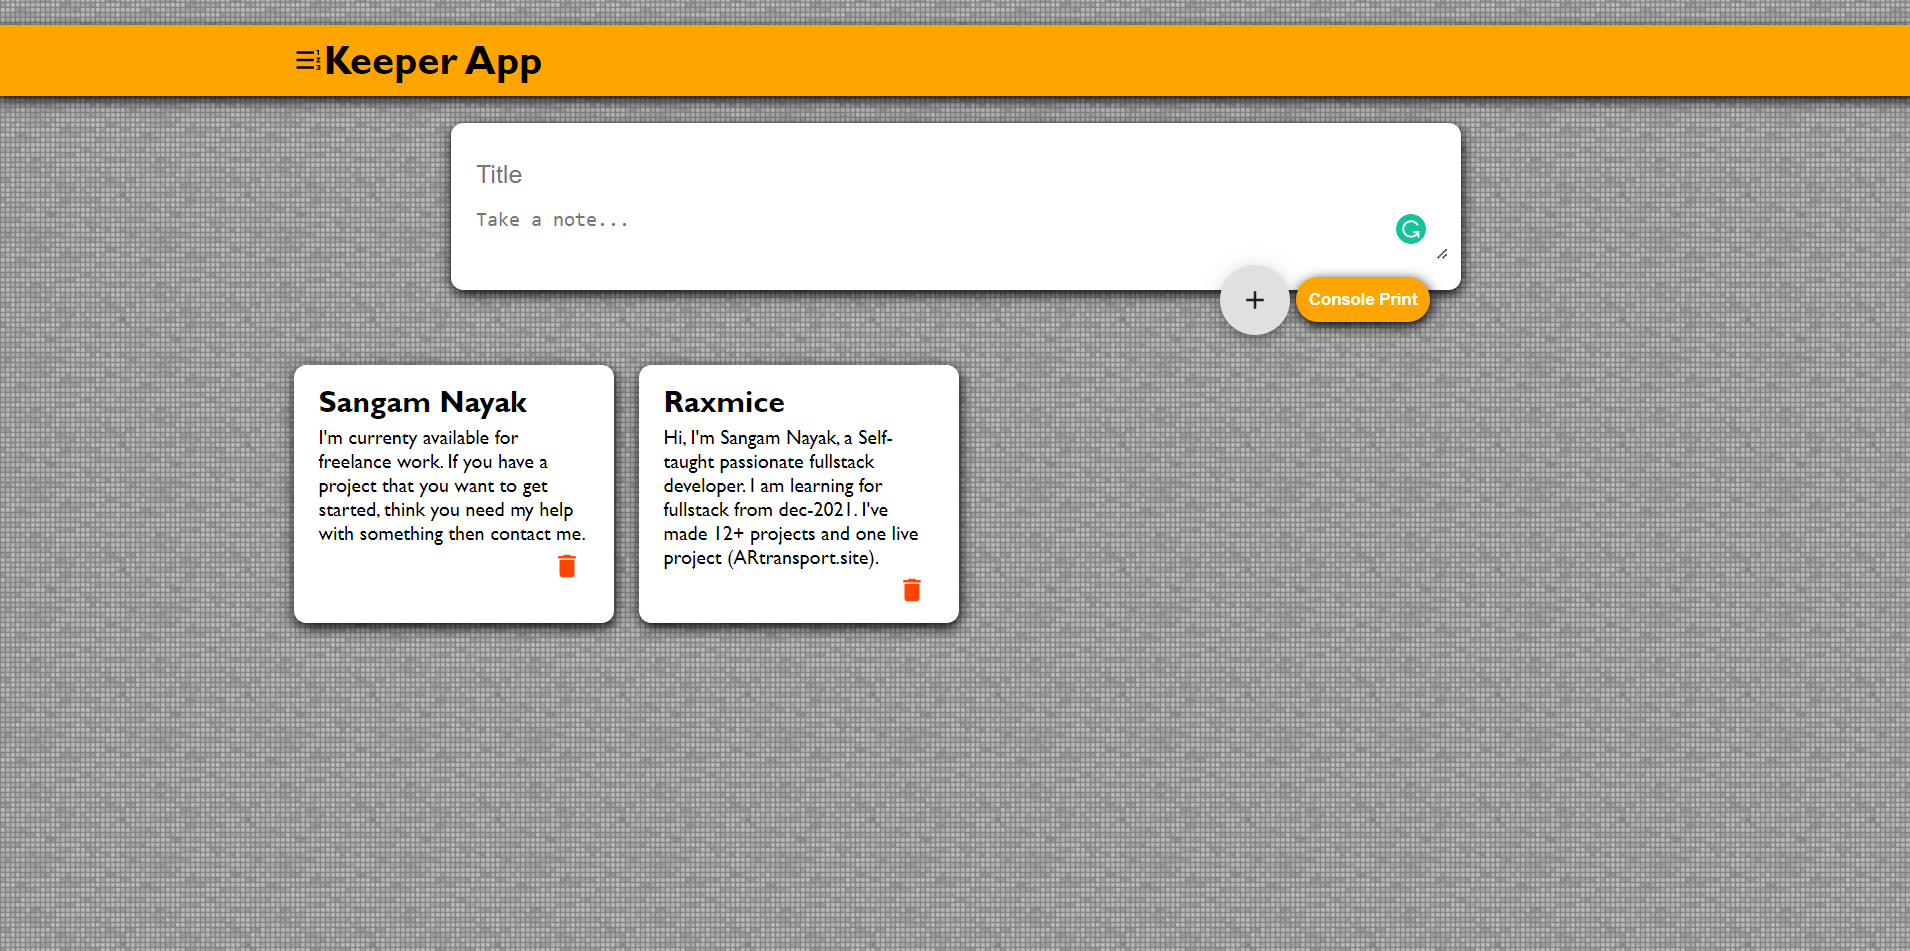 Keeper App
Title
Take a note...
Console Print
Sangam Nayak
I'm currenty available for
freelance work. If you have a
project that you want to get
started, think you need my help
with something then contact me.
Raxmice
Hi, I'm Sangam Nayak, a Self-
taught passionate fullstack
developer. I am learning for
fullstack from dec-2021. I've
made 12+ projects and one live
project (ARtransport.site).